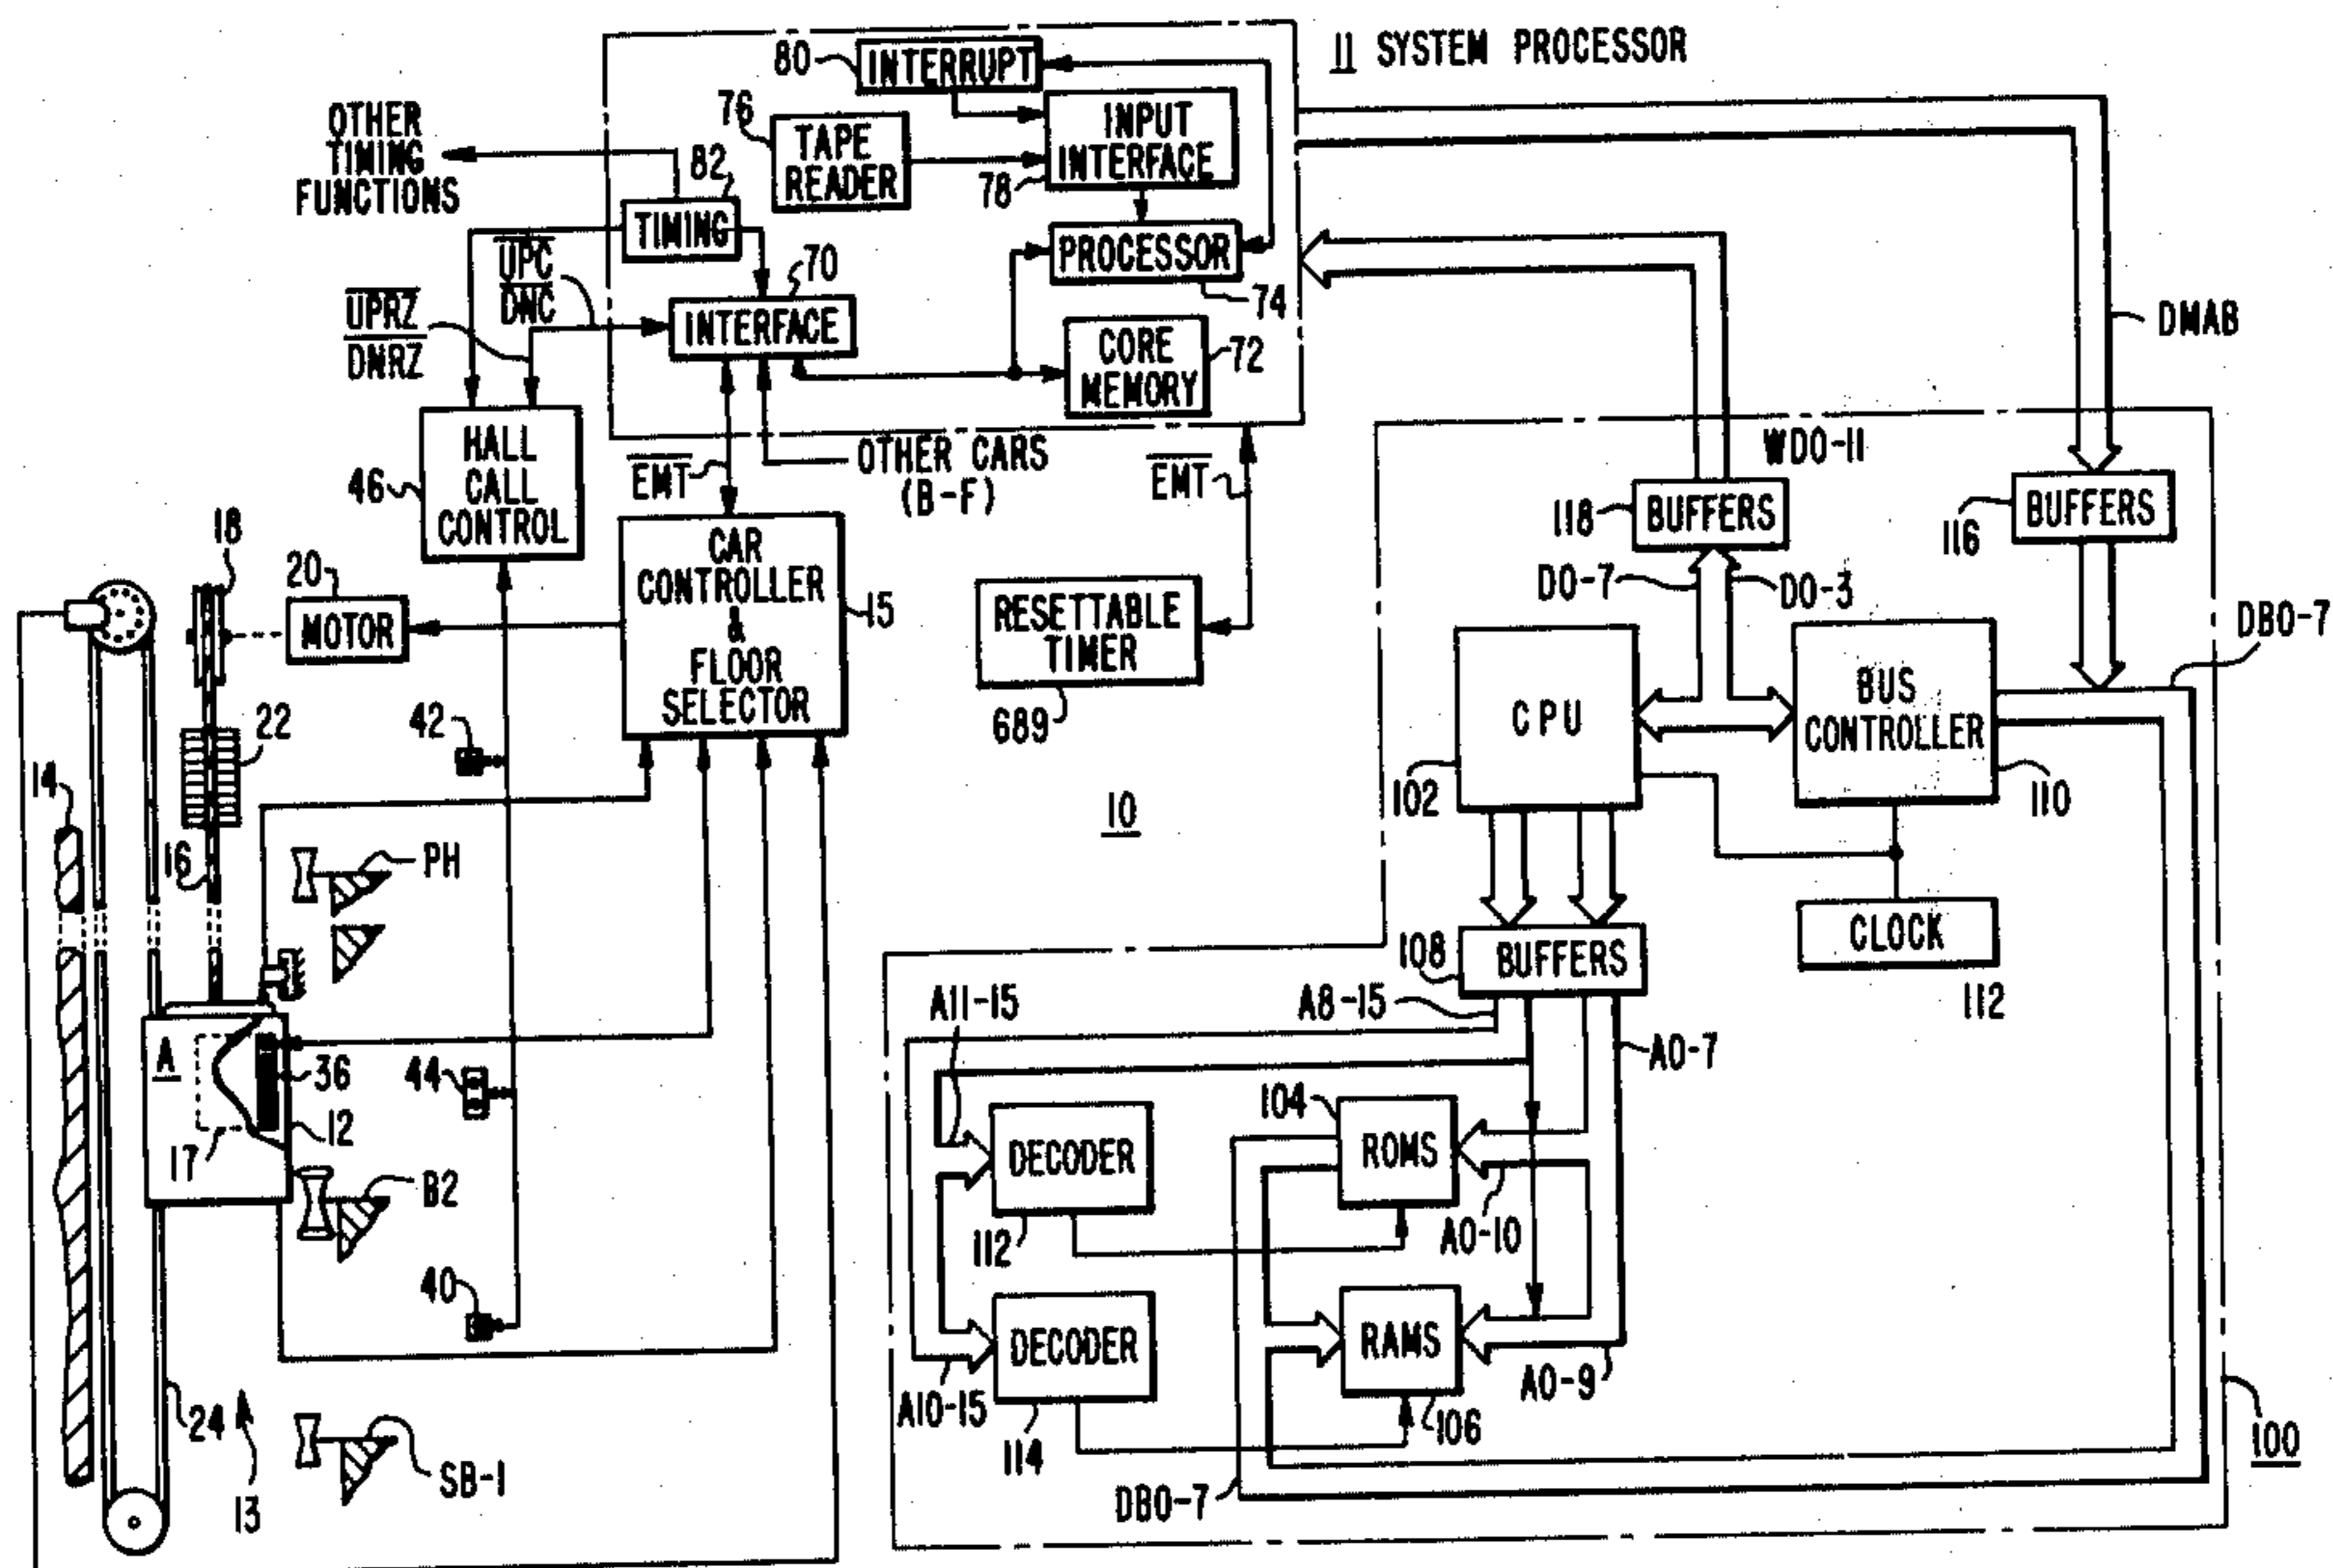 11 SYSTEM PROCESSOR
80
INTERRUPT
76
TAPE
READER
INPUT
INTERFACE
78
OTHER
TIMING
FUNCTIONS
82
TIMING
PROCESSOR
74
UPC
DNC
70
INTERFACE
UPRZ
DNRZ
CORE
MEMORY
72
DMAB
HALL
CALL
CONTROL
46
EMT
OTHER CARS
(B-F)
EMT
WD0-11
118
BUFFERS
116
BUFFERS
18
20
MOTOR
CAR
CONTROLLER
&
FLOOR
SELECTOR
15
RESETTABLE
TIMER
689
D0-7
D0-3
DB0-7
CPU
102
BUS
CONTROLLER
110
42
22
14
16
PH
10
108
BUFFERS
CLOCK
112
A11-15
A8-15
A0-7
A
36
44
12
17
B2
DECODER
112
104
ROMS
A0-10
40
DECODER
114
RAMS
106
A0-9
A10-15
24
13
SB-1
DB0-7
100